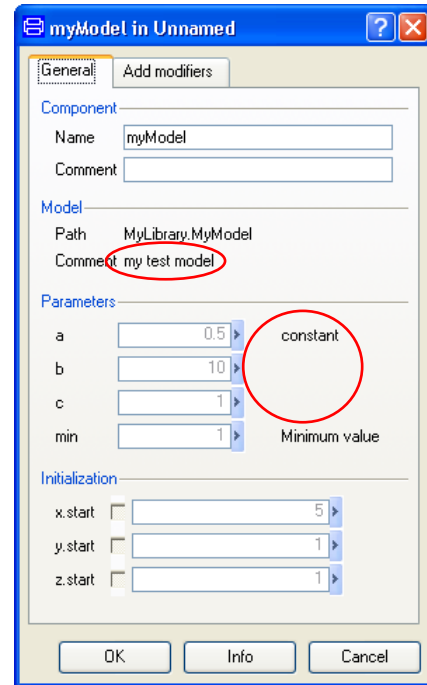 myModel in Unnamed
General Add modifiers
Component
Name myModel
Comment
Model
Path MyLibrary.MyModel
Comment my test model
Parameters
a 0.5 constant
b 10
c 1
min 1 Minimum value
Initialization
x.start 5
y.start 1
z.start 1
OK Info Cancel